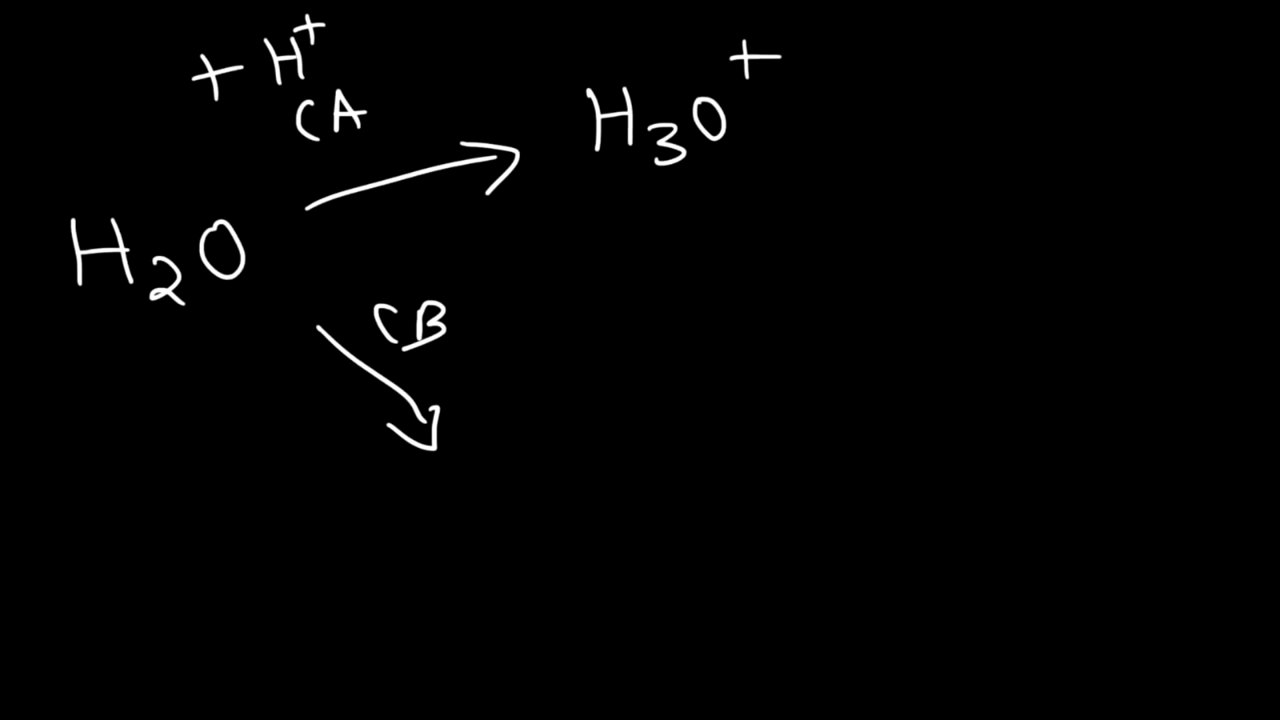 + H⁺
CA
H₃O⁺
H₂O
CB